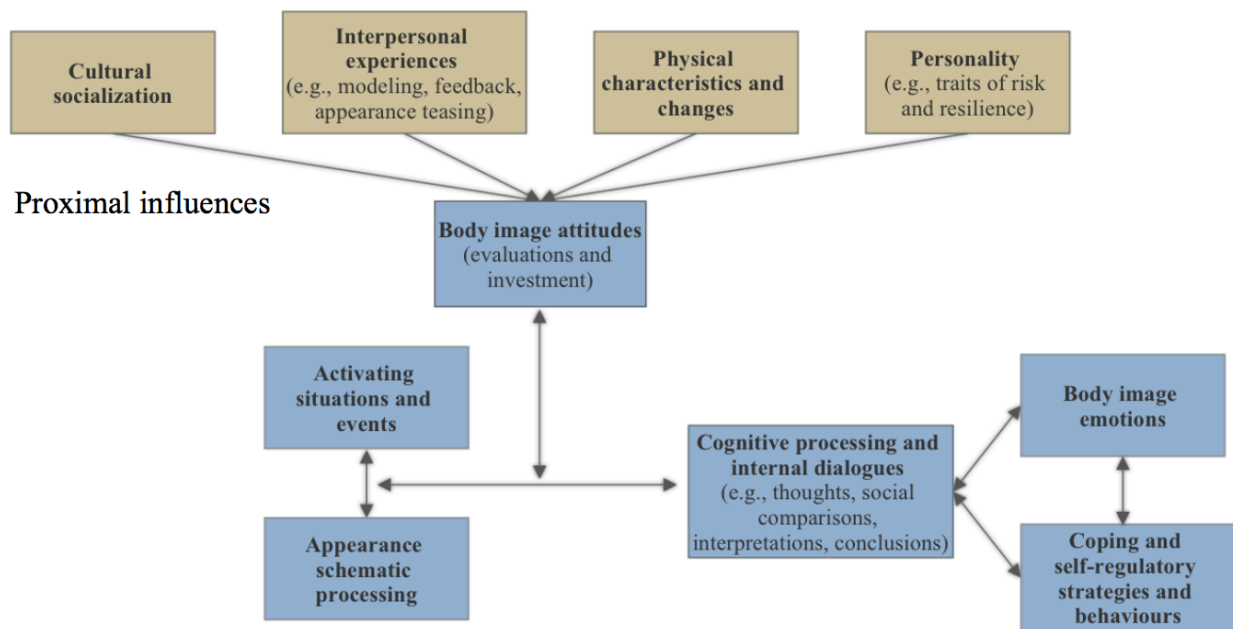 Cultural
socialization
Interpersonal
experiences
(e.g., modeling, feedback,
appearance teasing)
Physical
characteristics and
changes
Personality
(e.g., traits of risk
and resilience)
Proximal influences
Body image attitudes
(evaluations and
investment)
Activating
situations and
events
Appearance
schematic
processing
Cognitive processing and
internal dialogues
(e.g., thoughts, social
comparisons,
interpretations, conclusions)
Body image
emotions
Coping and
self-regulatory
strategies and
behaviours